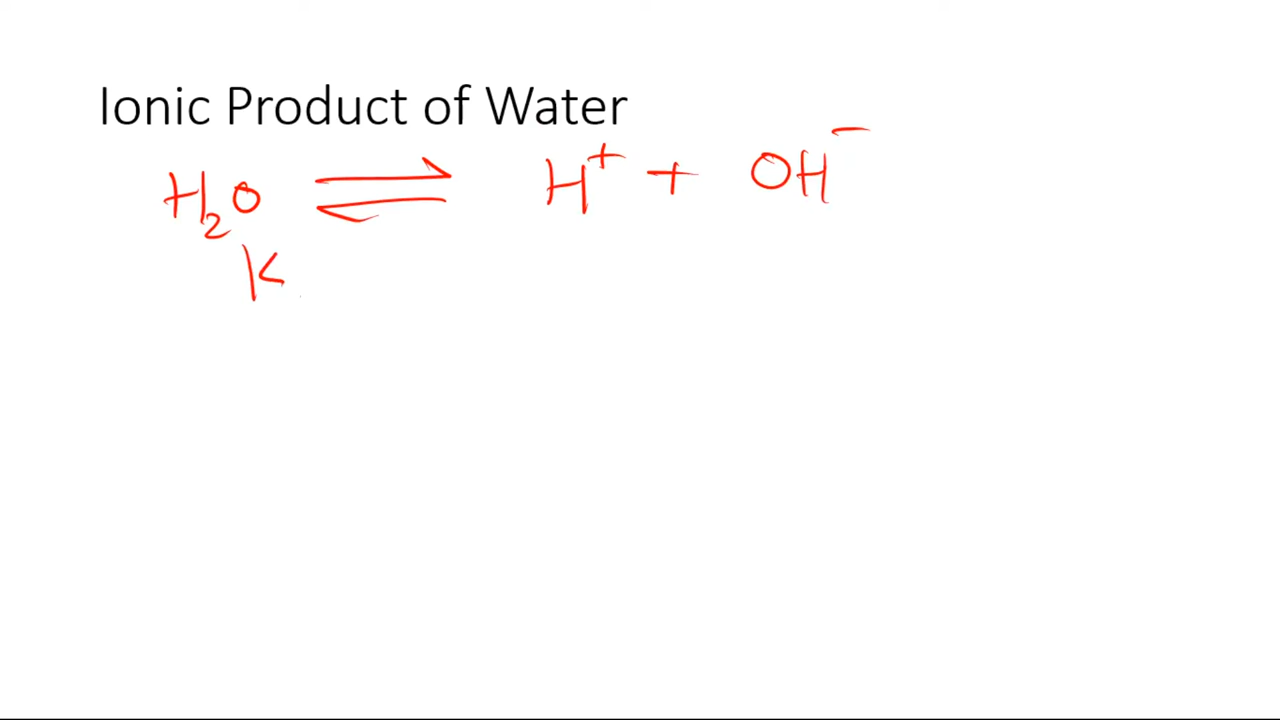 Ionic Product of Water
H₂O ⇌ H⁺ + OH⁻
K